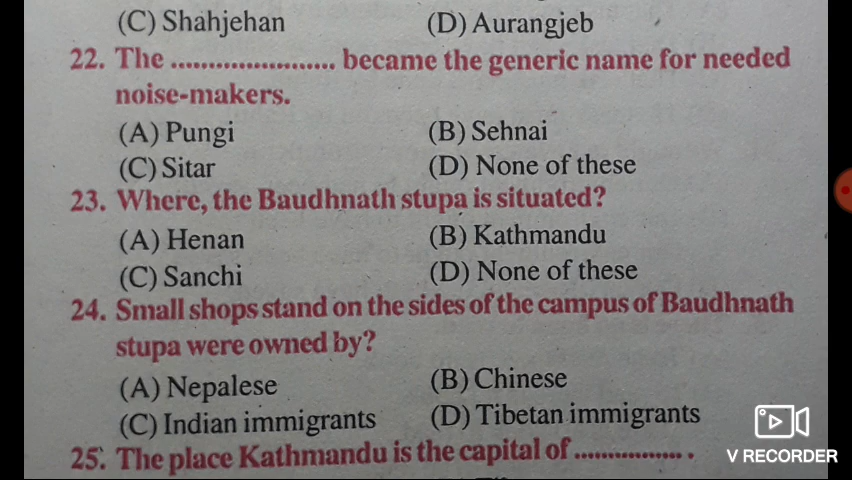 (C) Shahjehan (D) Aurangjeb
22. The ...................... became the generic name for needed
noise-makers.
(A) Pungi (B) Sehnai
(C) Sitar (D) None of these
23. Where, the Baudhnath stupa is situated?
(A) Henan (B) Kathmandu
(C) Sanchi (D) None of these
24. Small shops stand on the sides of the campus of Baudhnath
stupa were owned by?
(A) Nepalese (B) Chinese
(C) Indian immigrants (D) Tibetan immigrants
25. The place Kathmandu is the capital of ................. .
V RECORDER